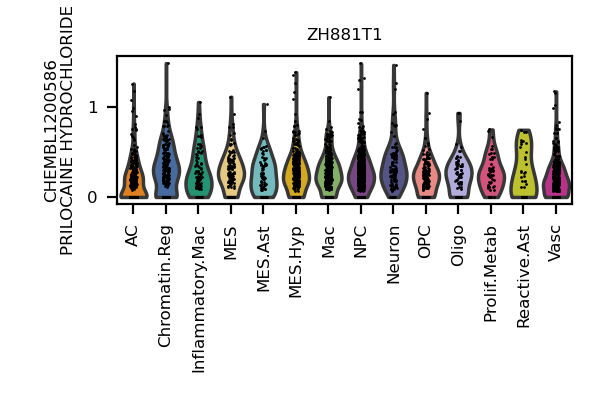 ZH881T1
CHEMBL1200586
PRILOCAINE HYDROCHLORIDE
1
0
AC
Chromatin.Reg
Inflammatory.Mac
MES
MES.Ast
MES.Hyp
Mac
NPC
Neuron
OPC
Oligo
Prolif.Metab
Reactive.Ast
Vasc